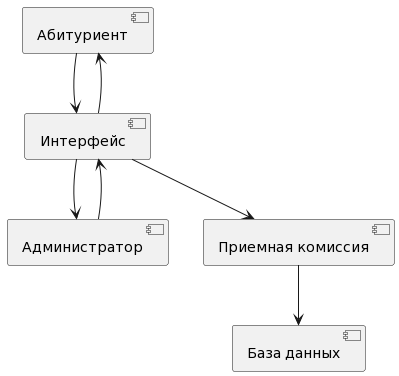 Абитуриент
Интерфейс
Администратор
Приемная комиссия
База данных